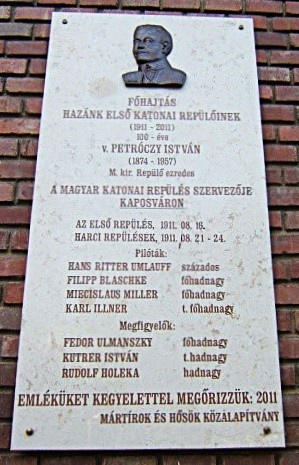 FŐHAJTÁS
HAZÁNK ELSŐ KATONAI REPÜLŐINEK
(1911 - 2011)
100 - éve
v. PETRÓCZY ISTVÁN
(1874 - 1957)
M. kir. Repülő ezredes
A MAGYAR KATONAI REPÜLÉS SZERVEZŐJE
KAPOSVÁRON
AZ ELSŐ REPÜLÉS, 1911. 08. 16.
HARCI REPÜLÉSEK, 1911. 08. 21 - 24.
Pilóták:
HANS RITTER UMLAUFF százados
FILIPP BLASCHKE főhadnagy
MIECISLAUS MILLER főhadnagy
KARL ILLNER t. főhadnagy
Megfigyelők:
FEDOR ULMANSZKY főhadnagy
KUTRER ISTVÁN t.hadnagy
RUDOLF HOLEKA hadnagy
EMLÉKÜKET KEGYELETTEL MEGŐRIZZÜK: 2011
MÁRTÍROK ÉS HŐSÖK KÖZALAPÍTVÁNY